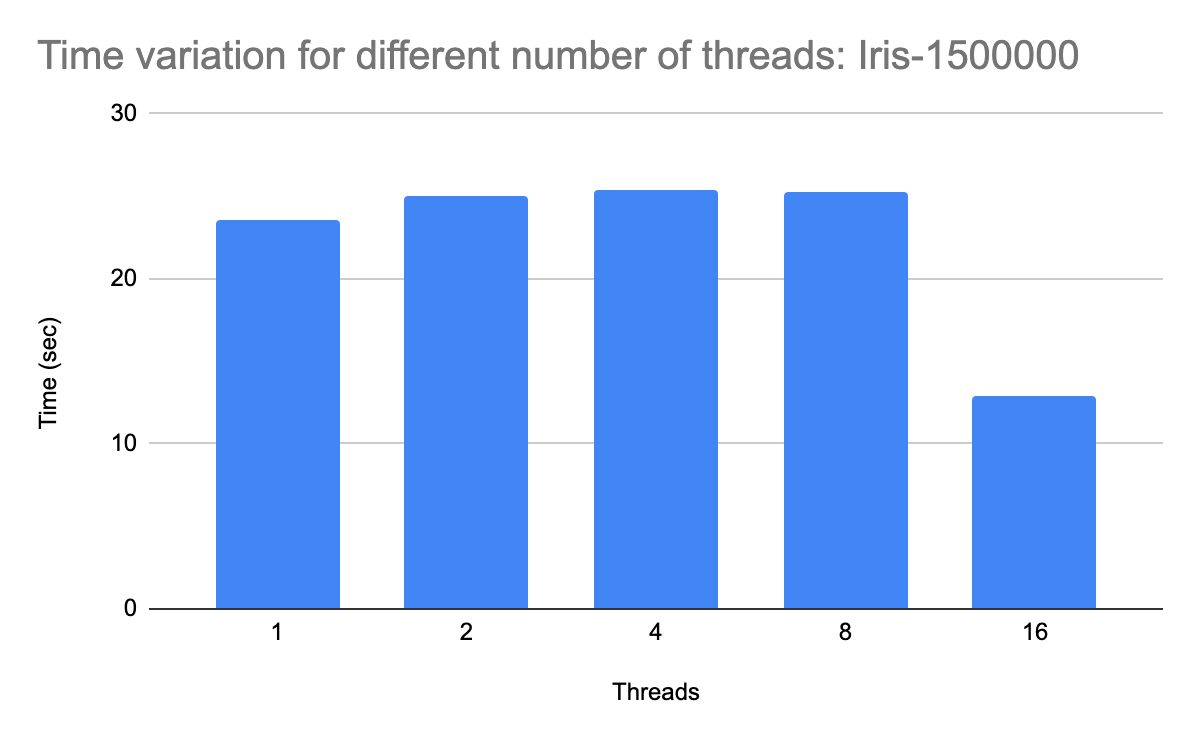 Time variation for different number of threads: Iris-1500000
30
20
10
0
Time (sec)
1 2 4 8 16
Threads